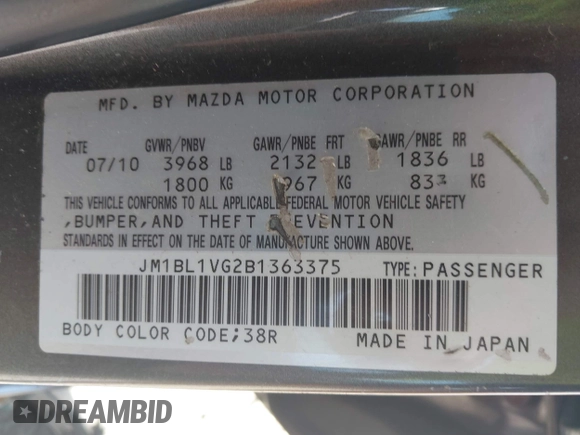 MFD. BY MAZDA MOTOR CORPORATION
DATE GVWR/PNBV GAWR/PNBE FRT GAWR/PNBE RR
07/10 3968 LB 2132 LB 1836 LB
1800 KG 967 KG 833 KG
THIS VEHICLE CONFORMS TO ALL APPLICABLE FEDERAL MOTOR VEHICLE SAFETY
,BUMPER,AND THEFT PREVENTION
STANDARDS IN EFFECT ON THE DATE OF MANUFACTURE SHOWN ABOVE.
JM1BL1VG2B1363375 TYPE:PASSENGER
BODY COLOR CODE;38R MADE IN JAPAN
DREAMBID